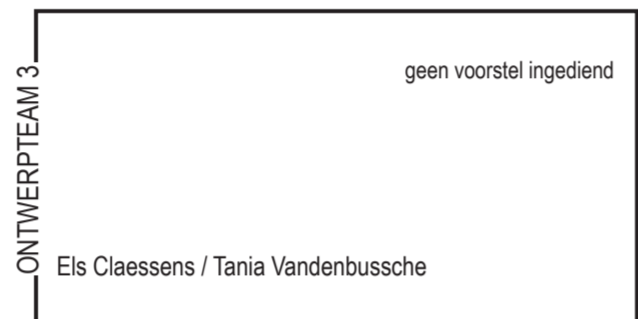 ONTWERPTEAM 3
geen voorstel ingediend
Els Claessens / Tania Vandenbussche